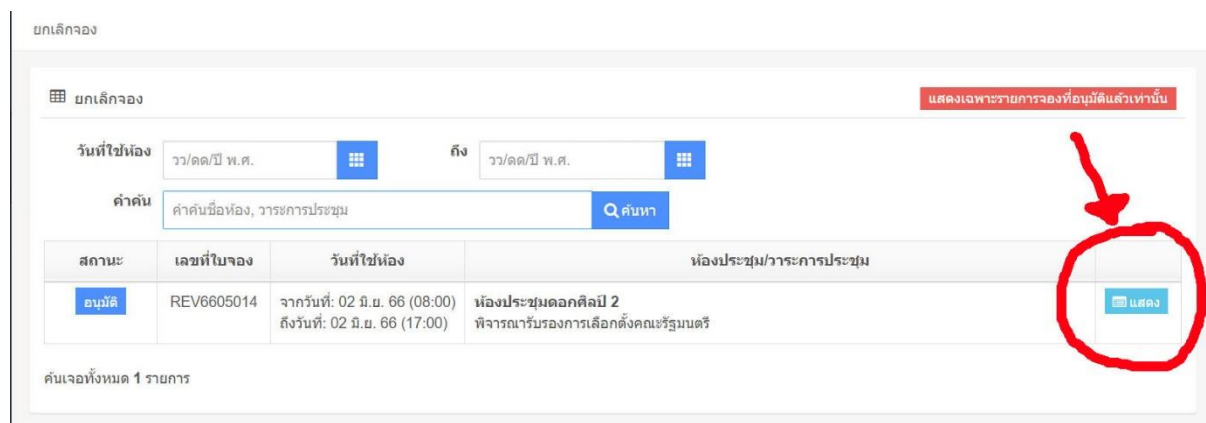 ยกเลิกจอง
ยกเลิกจอง
แสดงเฉพาะรายการจองที่อนุมัติแล้วเท่านั้น
วันที่ใช้ห้อง วว/ดด/ปี พ.ศ. ถึง วว/ดด/ปี พ.ศ.
คำค้น คำค้นชื่อห้อง, วาระการประชุม ค้นหา
สถานะ เลขที่ใบจอง วันที่ใช้ห้อง ห้องประชุม/วาระการประชุม
อนุมัติ REV6605014 จากวันที่: 02 มิ.ย. 66 (08:00) ห้องประชุมดอกศิลปี 2 แสดง
ถึงวันที่: 02 มิ.ย. 66 (17:00) พิจารณารับรองการเลือกตั้งคณะรัฐมนตรี
ค้นเจอทั้งหมด 1 รายการ